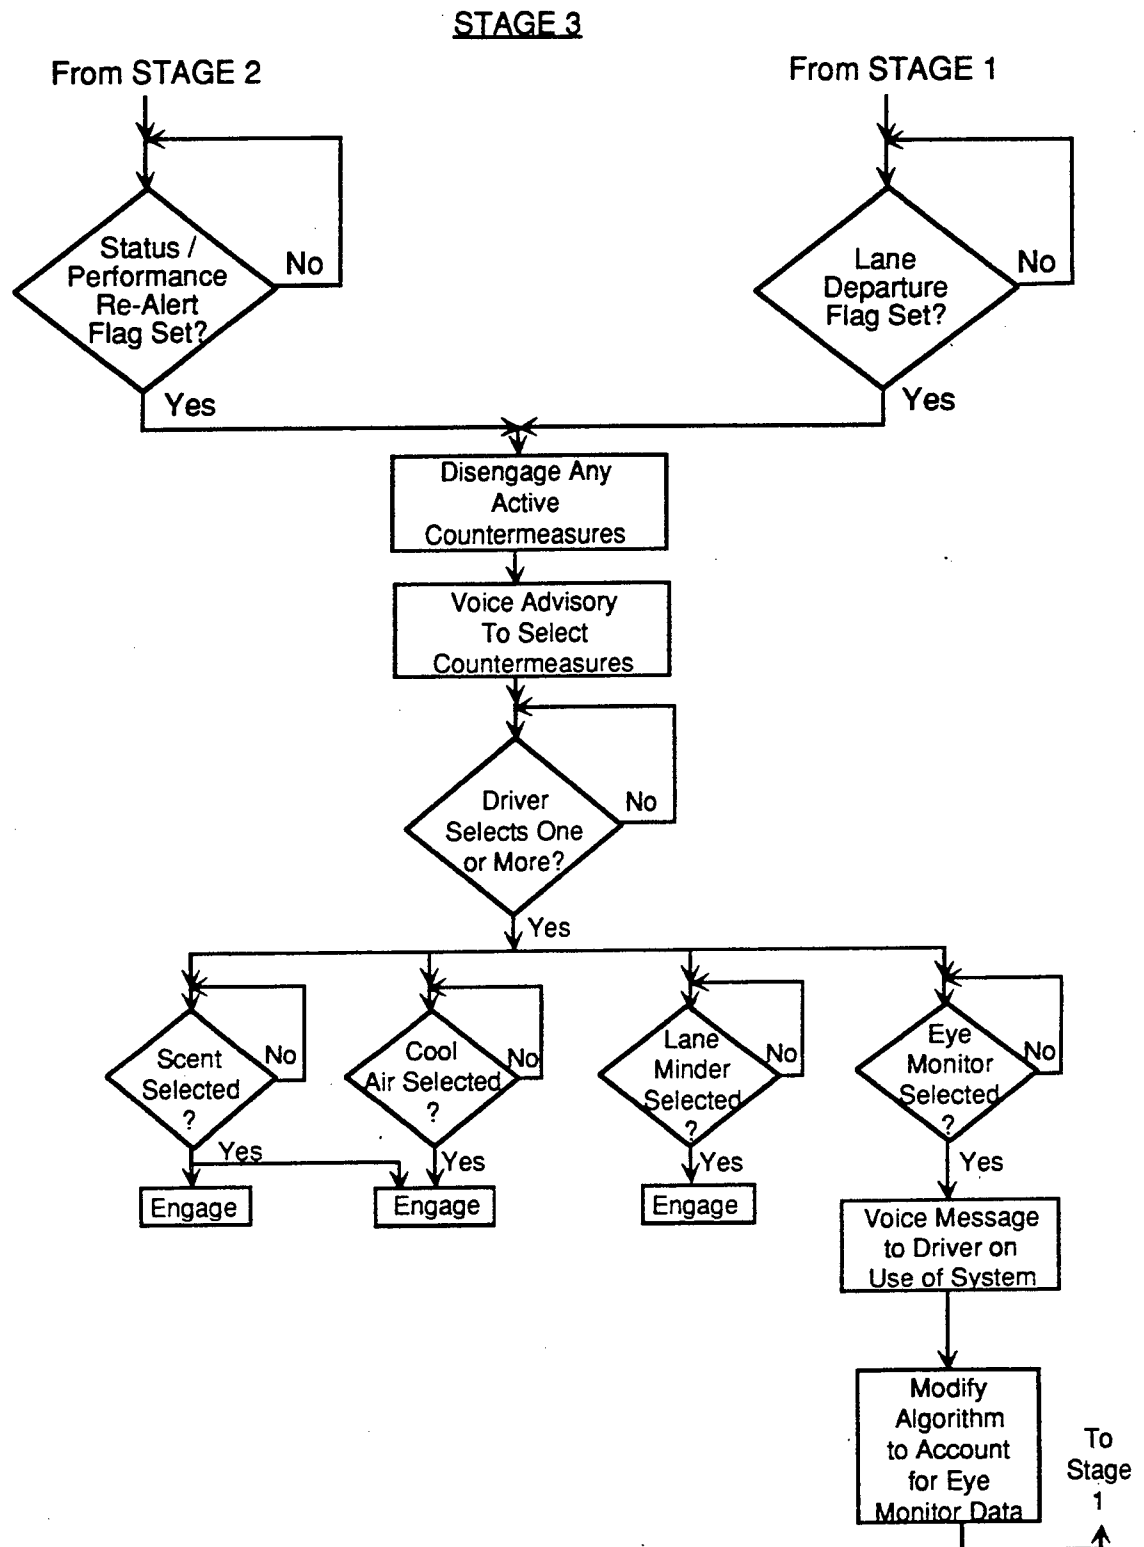 STAGE 3
From STAGE 2
From STAGE 1
Status /
Performance
Re-Alert
Flag Set?
No
Yes
Lane
Departure
Flag Set?
No
Yes
Disengage Any
Active
Countermeasures
Voice Advisory
To Select
Countermeasures
Driver
Selects One
or More?
No
Yes
Scent
Selected
?
No
Yes
Engage
Cool
Air Selected
?
No
Yes
Engage
Lane
Minder
Selected
?
No
Yes
Engage
Eye
Monitor
Selected
?
No
Yes
Voice Message
to Driver on
Use of System
Modify
Algorithm
to Account
for Eye
Monitor Data
To
Stage
1